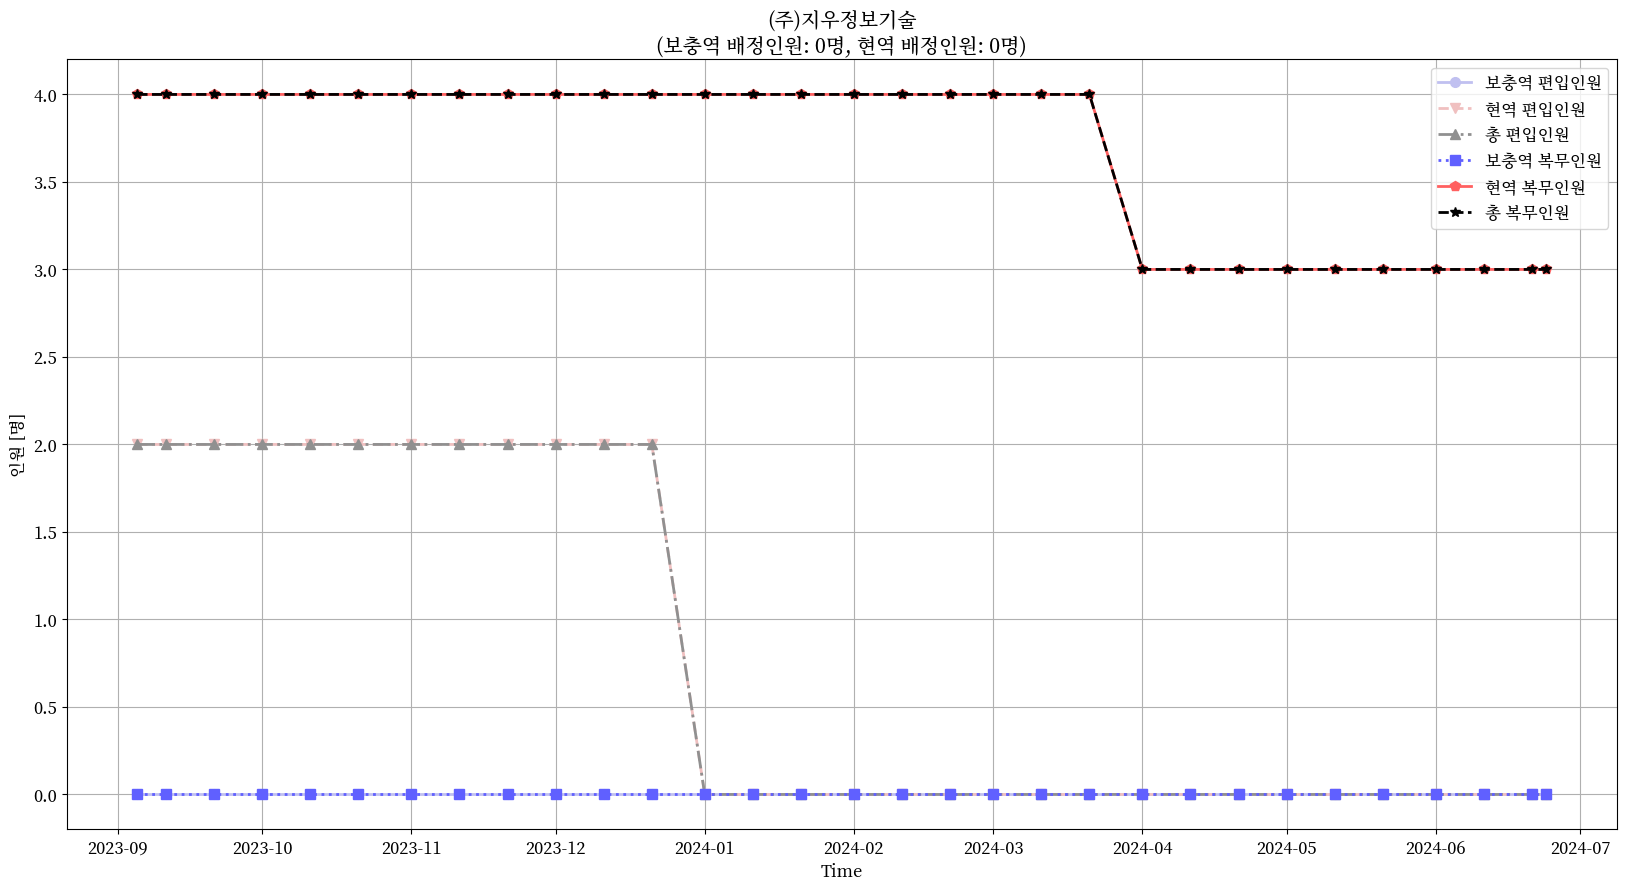 (주)지우정보기술
(보충역 배정인원: 0명, 현역 배정인원: 0명)
보충역 편입인원
현역 편입인원
총 편입인원
보충역 복무인원
현역 복무인원
총 복무인원
인원 [명]
4.0
3.5
3.0
2.5
2.0
1.5
1.0
0.5
0.0
2023-09 2023-10 2023-11 2023-12 2024-01 2024-02 2024-03 2024-04 2024-05 2024-06 2024-07
Time